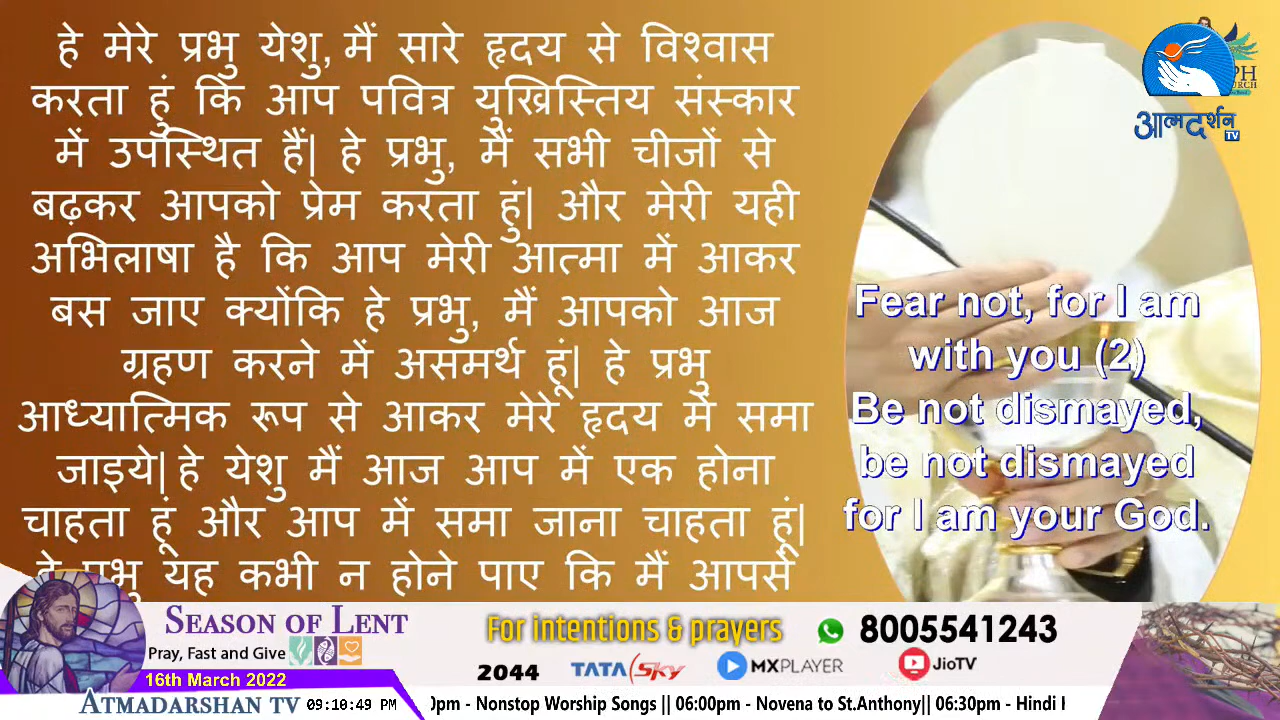 हे मेरे प्रभु येशु, मैं सारे हृदय से विश्वास
करता हुं कि आप पवित्र युख्रिस्तिय संस्कार
में उपस्थित हैं| हे प्रभु, मैं सभी चीजों से
बढ़कर आपको प्रेम करता हुं| और मेरी यही
अभिलाषा है कि आप मेरी आत्मा में आकर
बस जाए क्योंकि हे प्रभु, मैं आपको आज
ग्रहण करने में असमर्थ हूं| हे प्रभु
आध्यात्मिक रूप से आकर मेरे हृदय में समा
जाइये| हे येशु मैं आज आप में एक होना
चाहता हूं और आप में समा जाना चाहता हूं|
हे प्रभु यह कभी न होने पाए कि मैं आपसे
आत्मदर्शन
TV
Fear not, for I am
with you (2)
Be not dismayed,
be not dismayed
for I am your God.
SEASON OF LENT
Pray, Fast and Give
16th March 2022
For intentions & prayers 8005541243
2044 TATA Sky MXPLAYER JioTV
ATMADARSHAN TV 09:10:49 PM 0pm - Nonstop Worship Songs || 06:00pm - Novena to St.Anthony|| 06:30pm - Hindi